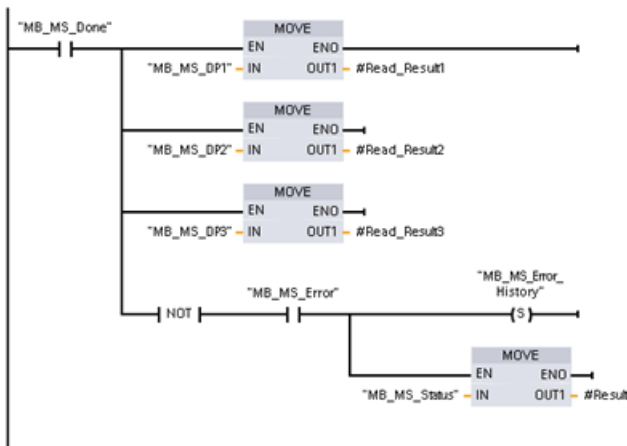 "MB_MS_Done"
MOVE
EN ENO
"MB_MS_DP1" IN OUT1 #Read_Result1
MOVE
EN ENO
"MB_MS_DP2" IN OUT1 #Read_Result2
MOVE
EN ENO
"MB_MS_DP3" IN OUT1 #Read_Result3
"MB_MS_Error_
History"
"MB_MS_Error"
NOT
S
MOVE
EN ENO
"MB_MS_Status" IN OUT1 #Result